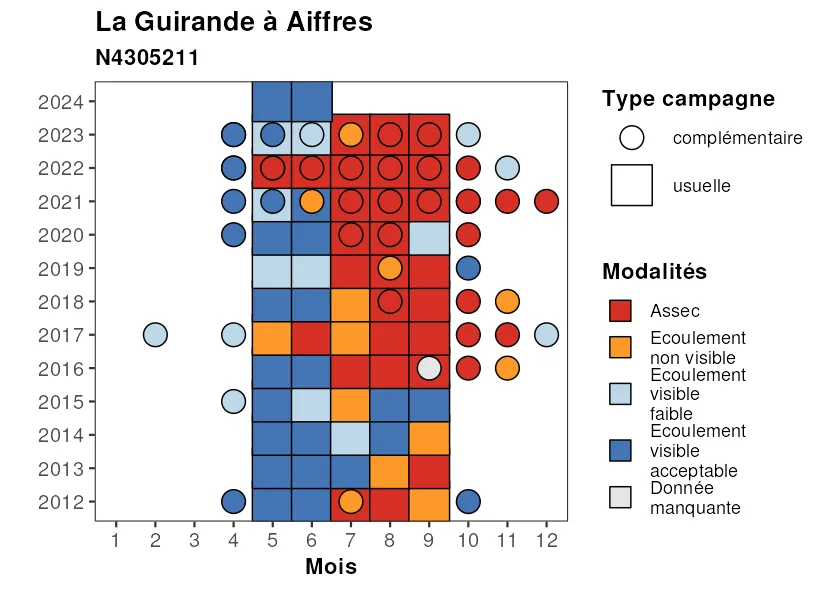 La Guirande à Aiffres
N4305211
2024
2023
2022
2021
2020
2019
2018
2017
2016
2015
2014
2013
2012
1 2 3 4 5 6 7 8 9 10 11 12
Mois
Type campagne
complémentaire
usuelle
Modalités
Assec
Ecoulement
non visible
Ecoulement
visible
faible
Ecoulement
visible
acceptable
Donnée
manquante